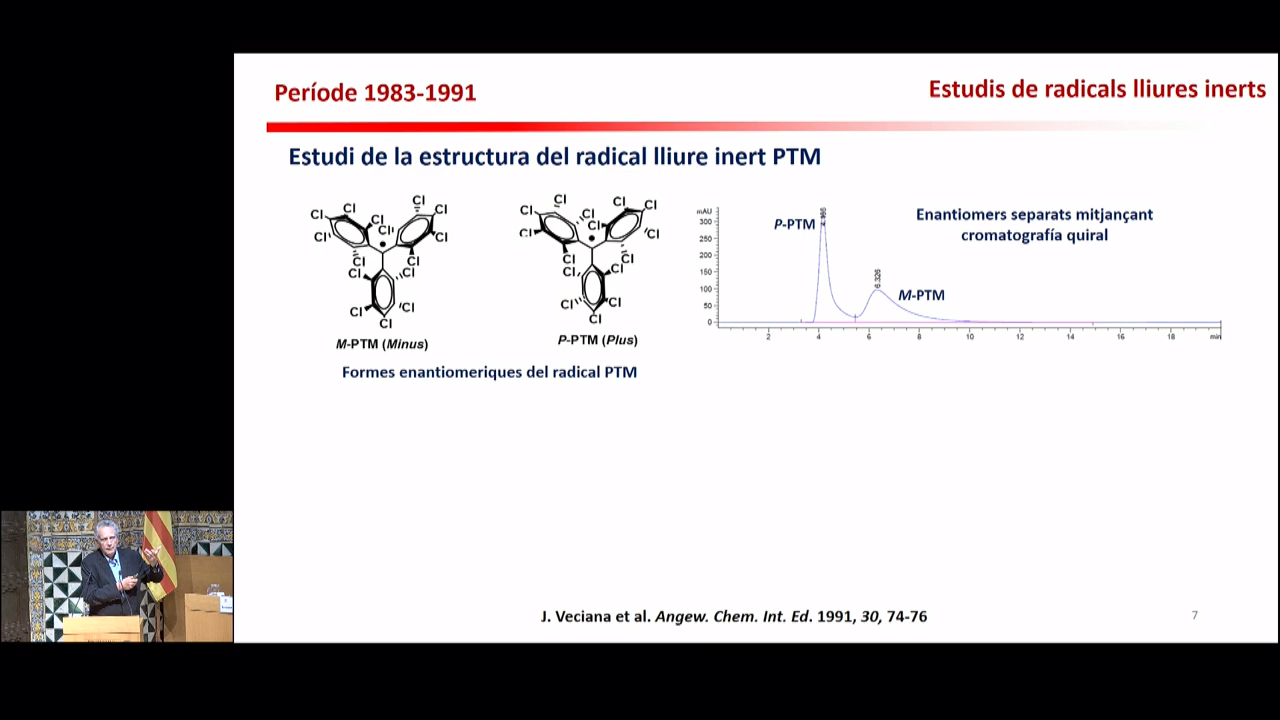 Període 1983-1991
Estudis de radicals lliures inerts
Estudi de la estructura del radical lliure inert PTM
Cl Cl Cl Cl Cl Cl Cl Cl Cl Cl Cl Cl Cl Cl
M-PTM (Minus)
Cl Cl Cl Cl Cl Cl Cl Cl Cl Cl Cl Cl Cl Cl
P-PTM (Plus)
Formes enantiomeriques del radical PTM
mAU
300
250
200
150
100
50
0
P-PTM
6.326
M-PTM
2 4 6 8 10 12 14 16 18 min
Enantiomers separats mitjançant
cromatografía quiral
J. Veciana et al. Angew. Chem. Int. Ed. 1991, 30, 74-76
7